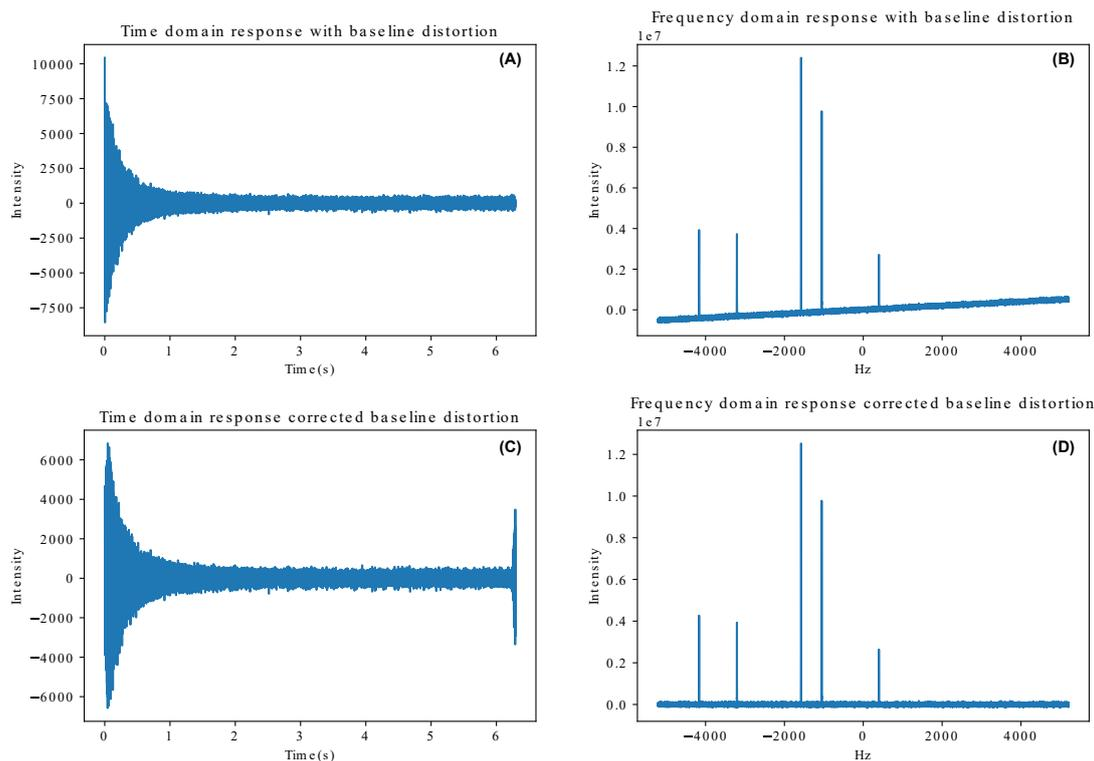 Time domain response with baseline distortion
(A)
10000
7500
5000
2500
0
−2500
−5000
−7500
Intensity
0 1 2 3 4 5 6
Time(s)
Frequency domain response with baseline distortion
1e7
(B)
1.2
1.0
0.8
0.6
0.4
0.2
0.0
Intensity
−4000 −2000 0 2000 4000
Hz
Time domain response corrected baseline distortion
(C)
6000
4000
2000
0
−2000
−4000
−6000
Intensity
0 1 2 3 4 5 6
Time(s)
Frequency domain response corrected baseline distortion
1e7
(D)
1.2
1.0
0.8
0.6
0.4
0.2
0.0
Intensity
−4000 −2000 0 2000 4000
Hz